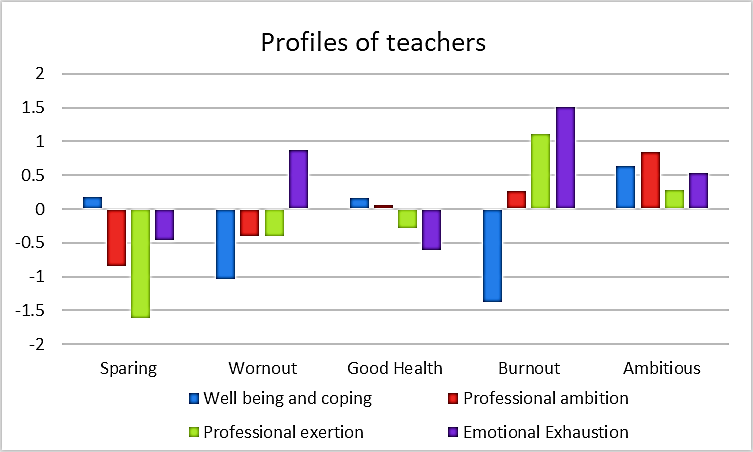 Profiles of teachers
2
1.5
1
0.5
0
-0.5
-1
-1.5
-2
Sparing Wornout Good Health Burnout Ambitious
Well being and coping Professional ambition
Professional exertion Emotional Exhaustion